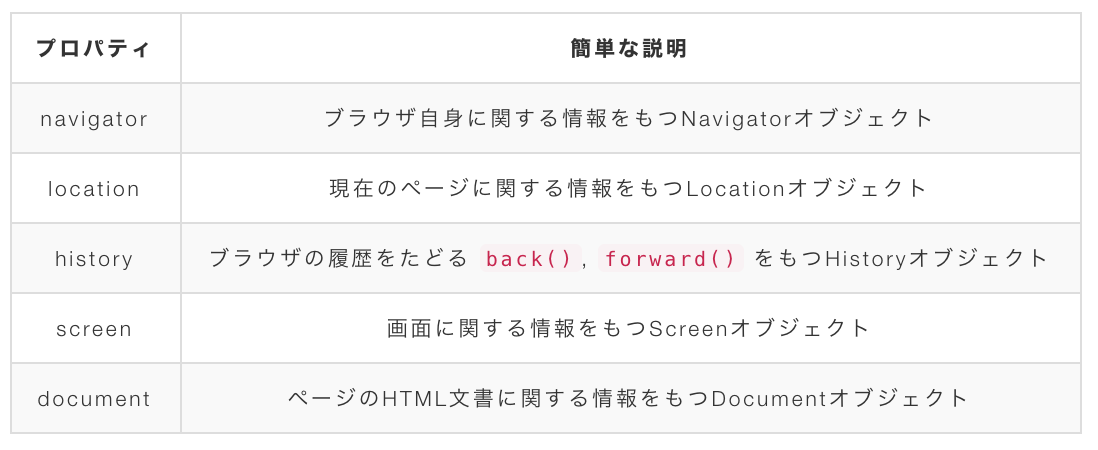 プロパティ 簡単な説明
navigator ブラウザ自身に関する情報をもつNavigatorオブジェクト
location 現在のページに関する情報をもつLocationオブジェクト
history ブラウザの履歴をたどる back(), forward() をもつHistoryオブジェクト
screen 画面に関する情報をもつScreenオブジェクト
document ページのHTML文書に関する情報をもつDocumentオブジェクト